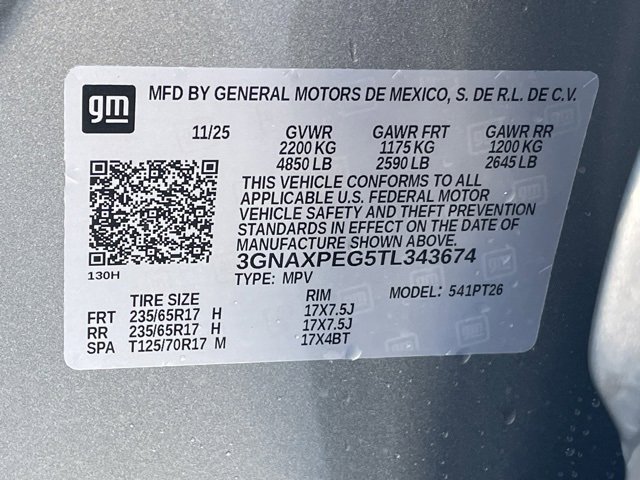 gm MFD BY GENERAL MOTORS DE MEXICO, S. DE R.L. DE C.V.
11/25 GVWR GAWR FRT GAWR RR
2200 KG 1175 KG 1200 KG
4850 LB 2590 LB 2645 LB
THIS VEHICLE CONFORMS TO ALL
APPLICABLE U.S. FEDERAL MOTOR
VEHICLE SAFETY AND THEFT PREVENTION
STANDARDS IN EFFECT ON THE DATE OF
MANUFACTURE SHOWN ABOVE.
3GNAXPEG5TL343674
130H TYPE: MPV
TIRE SIZE RIM MODEL: 541PT26
FRT 235/65R17 H 17X7.5J
RR 235/65R17 H 17X7.5J
SPA T125/70R17 M 17X4BT